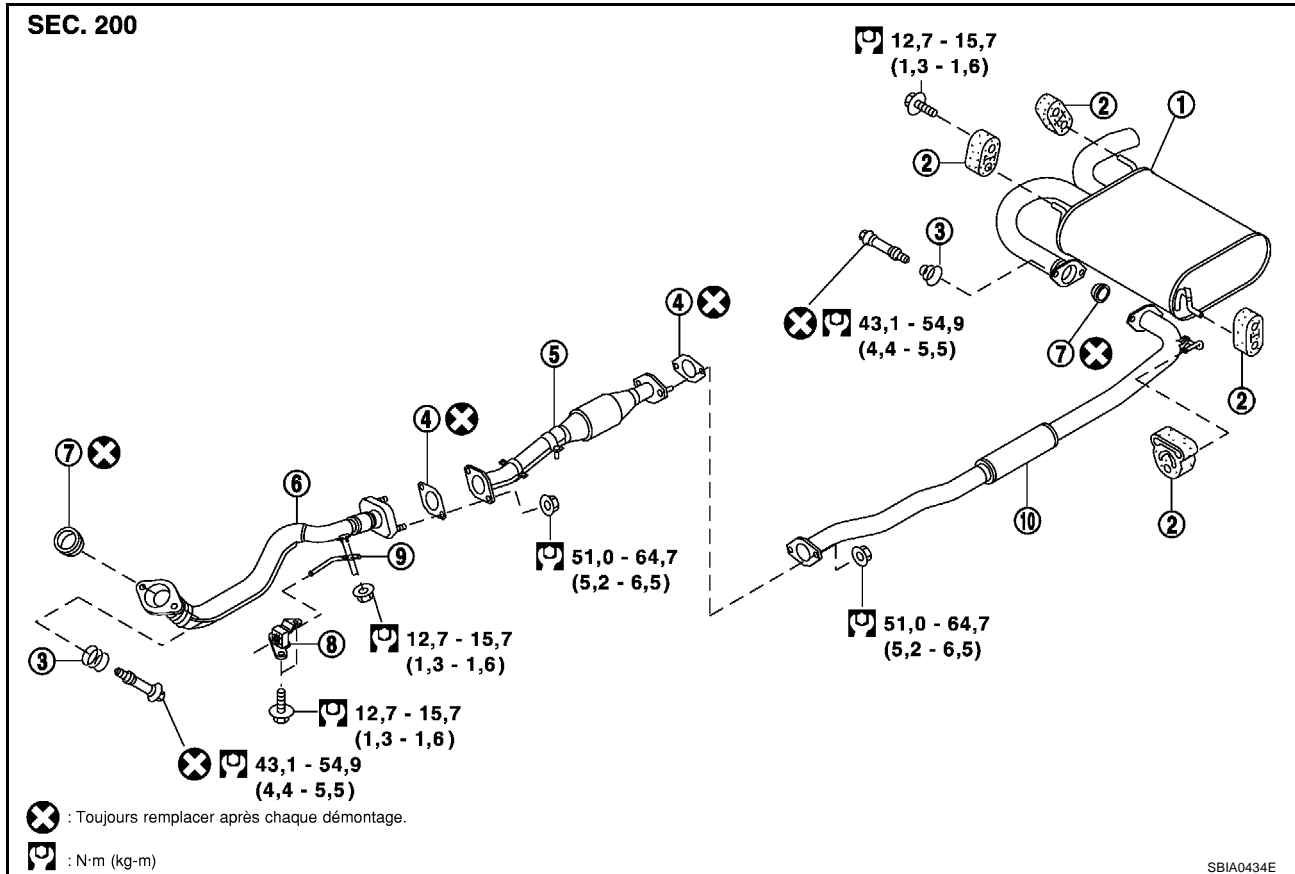 SEC. 200
12,7 - 15,7
(1,3 - 1,6)
2
1
2
3
4
43,1 - 54,9
(4,4 - 5,5)
7
5
2
4
7
6
2
10
9
51,0 - 64,7
(5,2 - 6,5)
51,0 - 64,7
(5,2 - 6,5)
12,7 - 15,7
(1,3 - 1,6)
8
3
12,7 - 15,7
(1,3 - 1,6)
43,1 - 54,9
(4,4 - 5,5)
: Toujours remplacer après chaque démontage.
: N·m (kg-m)
SBIA0434E